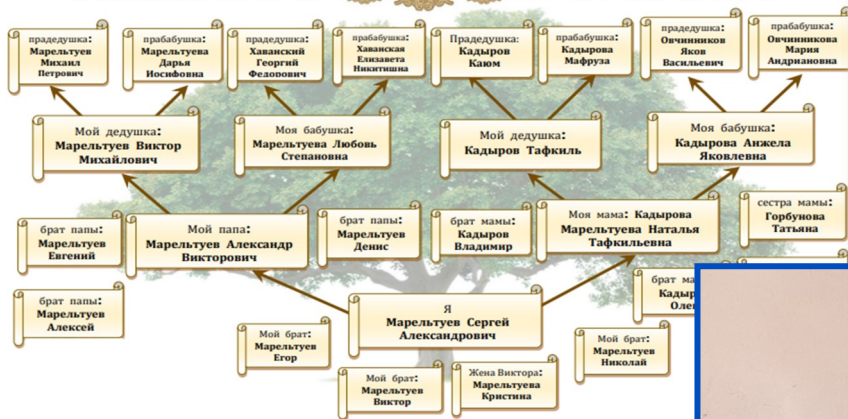 прадедушка:
Марельтуев
Михаил
Петрович
прабабушка:
Марельтуева
Дарья
Иосифовна
прадедушка:
Хаванский
Георгий
Федорович
прабабушка:
Хаванская
Елизавета
Никитишна
Прадедушка:
Кадыров
Каюм
прабабушка:
Кадырова
Мафруза
прадедушка:
Овчинников
Яков
Васильевич
прабабушка:
Овчинникова
Мария
Андриановна
Мой дедушка:
Марельтуев Виктор
Михайлович
Моя бабушка:
Марельтуева Любовь
Степановна
Мой дедушка:
Кадыров Тафкиль
Моя бабушка:
Кадырова Анжела
Яковлевна
брат папы:
Марельтуев
Евгений
Мой папа:
Марельтуев Александр
Викторович
брат папы:
Марельтуев
Денис
брат мамы:
Кадыров
Владимир
Моя мама: Кадырова
Марельтуева Наталья
Тафкильевна
сестра мамы:
Горбунова
Татьяна
брат папы:
Марельтуев
Алексей
брат ма
Кадыр
Оле
Я
Марельтуев Сергей
Александрович
Мой брат:
Марельтуев
Егор
Мой брат:
Марельтуев
Виктор
Жена Виктора:
Марельтуева
Кристина
Мой брат:
Марельтуев
Николай